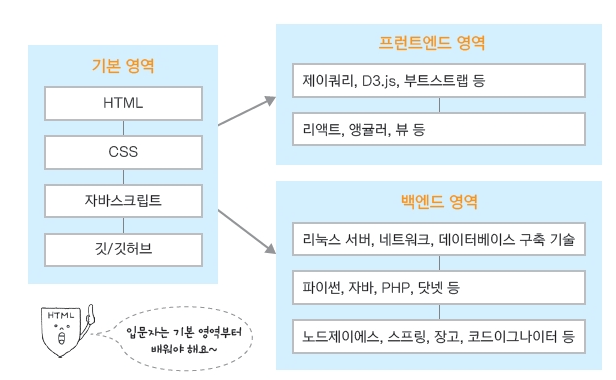 기본 영역
HTML
CSS
자바스크립트
깃/깃허브
프런트엔드 영역
제이쿼리, D3.js, 부트스트랩 등
리액트, 앵귤러, 뷰 등
백엔드 영역
리눅스 서버, 네트워크, 데이터베이스 구축 기술
파이썬, 자바, PHP, 닷넷 등
노드제이에스, 스프링, 장고, 코드이그나이터 등
HTML
입문자는 기본 영역부터
배워야 해요~